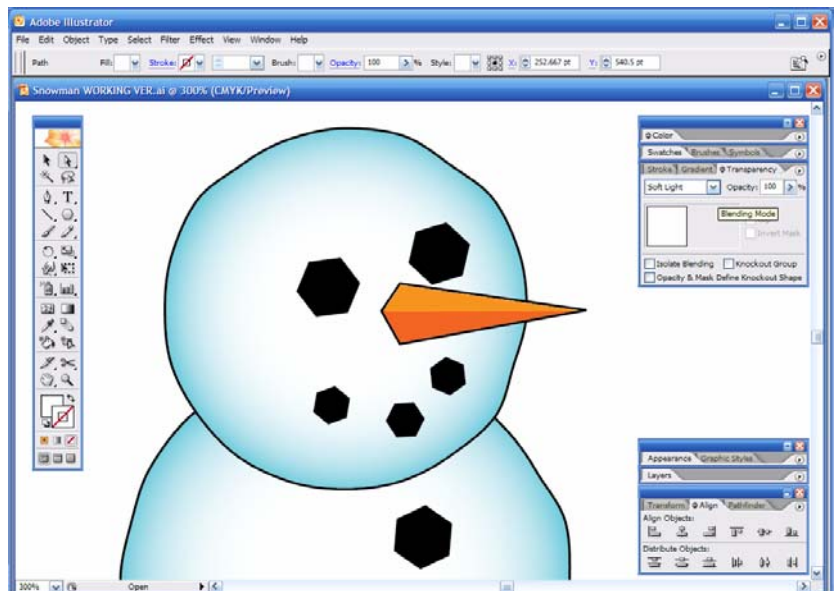 Adobe Illustrator
File Edit Object Type Select Filter Effect View Window Help
Path Fill: Stroke: Brush: Opacity: 100 % Style: X: 252.667 pt Y: 540.5 pt
Snowman WORKING VER.ai @ 300% (CMYK/Preview)
Color
Swatches Brushes Symbols
Stroke Gradient Transparency
Soft Light Opacity: 100 %
Blending Mode
Invert Mask
Isolate Blending Knockout Group
Opacity & Mask Define Knockout Shape
T
Appearance Graphic Styles
Layers
Transform Align Pathfinder
Align Objects:
Distribute Objects:
300% Open